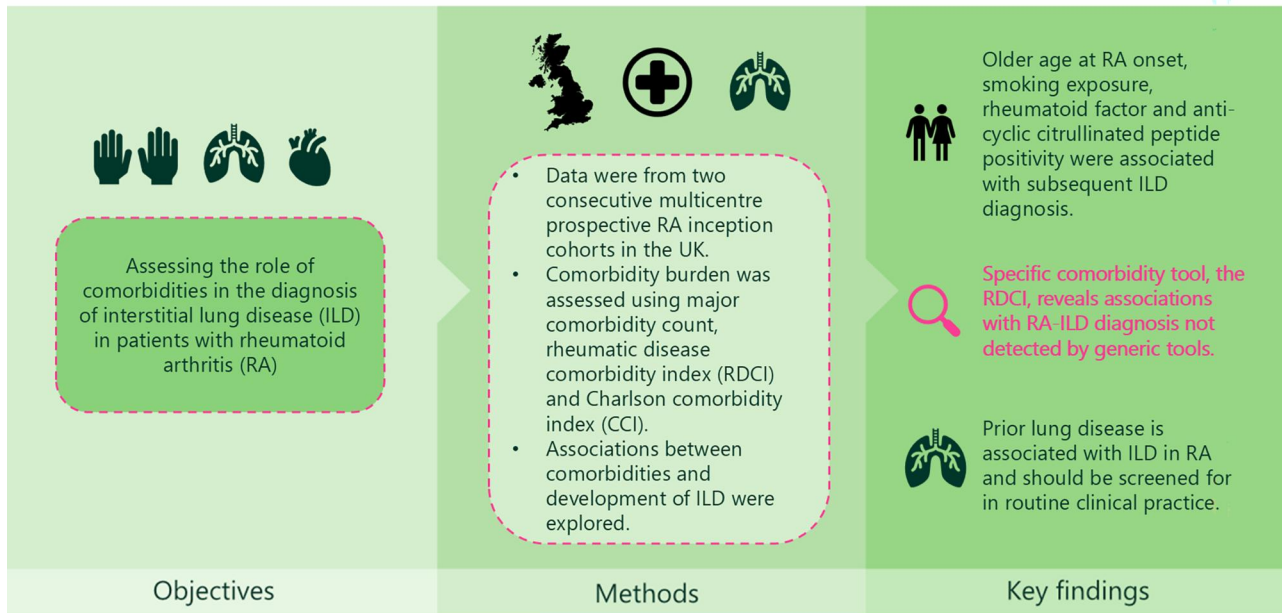 Assessing the role of
comorbidities in the diagnosis
of interstitial lung disease (ILD)
in patients with rheumatoid
arthritis (RA)
Objectives
• Data were from two
consecutive multicentre
prospective RA inception
cohorts in the UK.
• Comorbidity burden was
assessed using major
comorbidity count,
rheumatic disease
comorbidity index (RDCI)
and Charlson comorbidity
index (CCI).
• Associations between
comorbidities and
development of ILD were
explored.
Methods
Older age at RA onset,
smoking exposure,
rheumatoid factor and anti-
cyclic citrullinated peptide
positivity were associated
with subsequent ILD
diagnosis.
Specific comorbidity tool, the
RDCI, reveals associations
with RA-ILD diagnosis not
detected by generic tools.
Prior lung disease is
associated with ILD in RA
and should be screened for
in routine clinical practice.
Key findings